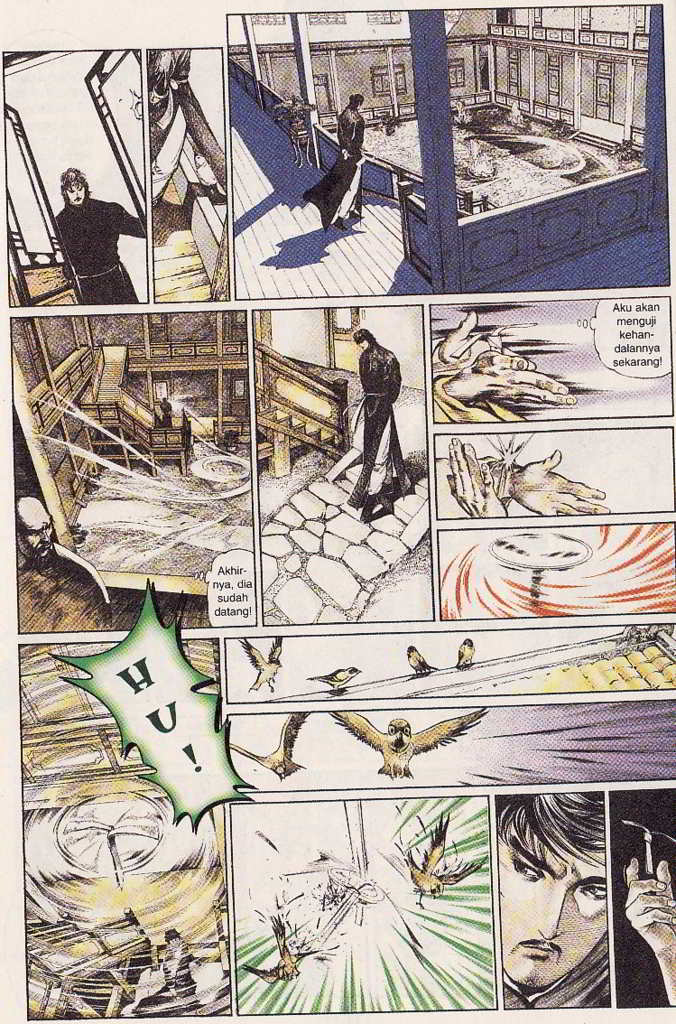 Aku akan
menguji
kehan-
dalannya
sekarang!
Akhir-
nya, dia
sudah
datang!
HU!